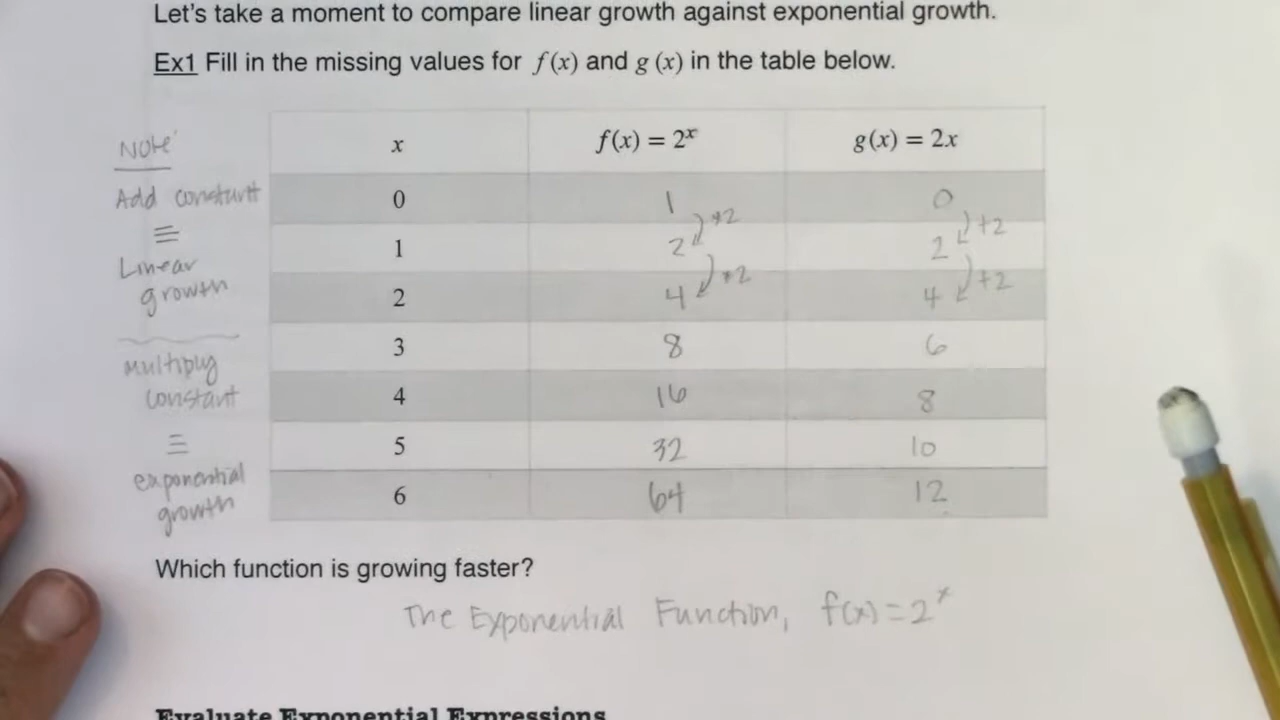 Let's take a moment to compare linear growth against exponential growth.
Ex1 Fill in the missing values for f(x) and g (x) in the table below.
Note:
Add constant
≡
Linear
growth
multiply
constant
≡
exponential
growth
x f(x) = 2ˣ g(x) = 2x
0 1 0
*2 +2
1 2 2
*2 +2
2 4 4
3 8 6
4 16 8
5 32 10
6 64 12
Which function is growing faster?
The Exponential Function, f(x) = 2ˣ
Evaluate Exponential Expressions